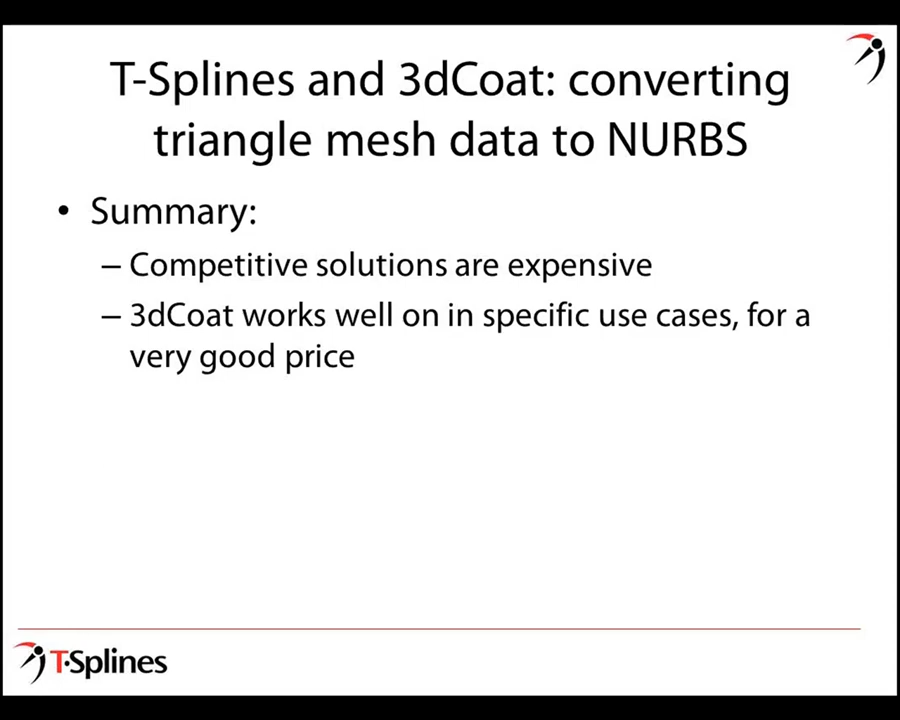 T-Splines and 3dCoat: converting
triangle mesh data to NURBS
• Summary:
– Competitive solutions are expensive
– 3dCoat works well on in specific use cases, for a
very good price
T·Splines